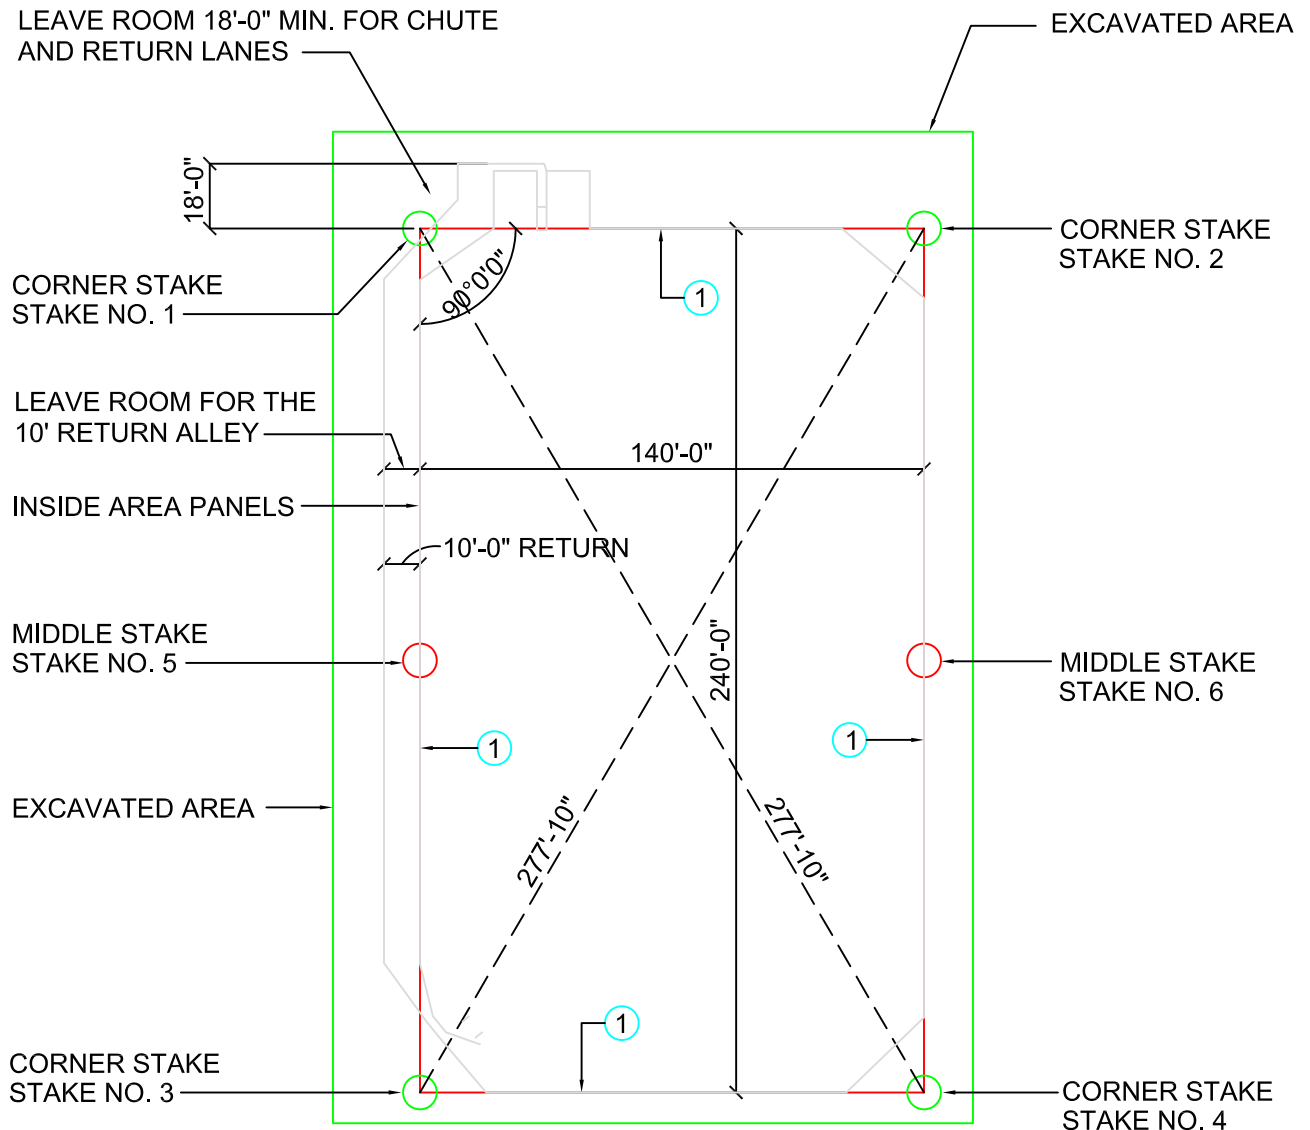 LEAVE ROOM 18'-0" MIN. FOR CHUTE
AND RETURN LANES
EXCAVATED AREA
18'-0"
CORNER STAKE
STAKE NO. 2
CORNER STAKE
STAKE NO. 1
90°0'0"
1
LEAVE ROOM FOR THE
10' RETURN ALLEY
140'-0"
INSIDE AREA PANELS
10'-0" RETURN
MIDDLE STAKE
STAKE NO. 5
240'-0"
MIDDLE STAKE
STAKE NO. 6
1
1
EXCAVATED AREA
277'-10"
277'-10"
1
CORNER STAKE
STAKE NO. 3
CORNER STAKE
STAKE NO. 4